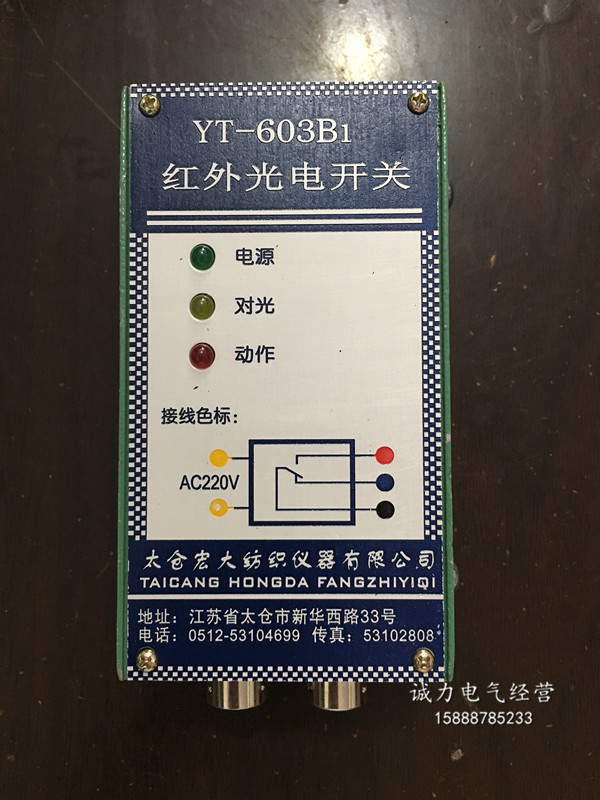 YT-603B1
红外光电开关
电源
对光
动作
接线色标：
AC220V
太仓宏大纺织仪器有限公司
TAICANG HONGDA FANGZHIYIQI
地址：江苏省太仓市新华西路33号
电话：0512-53104699 传真：53102808
诚力电气经营
15888785233